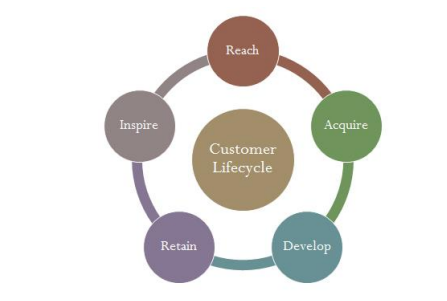 Reach
Acquire
Develop
Retain
Inspire
Customer
Lifecycle